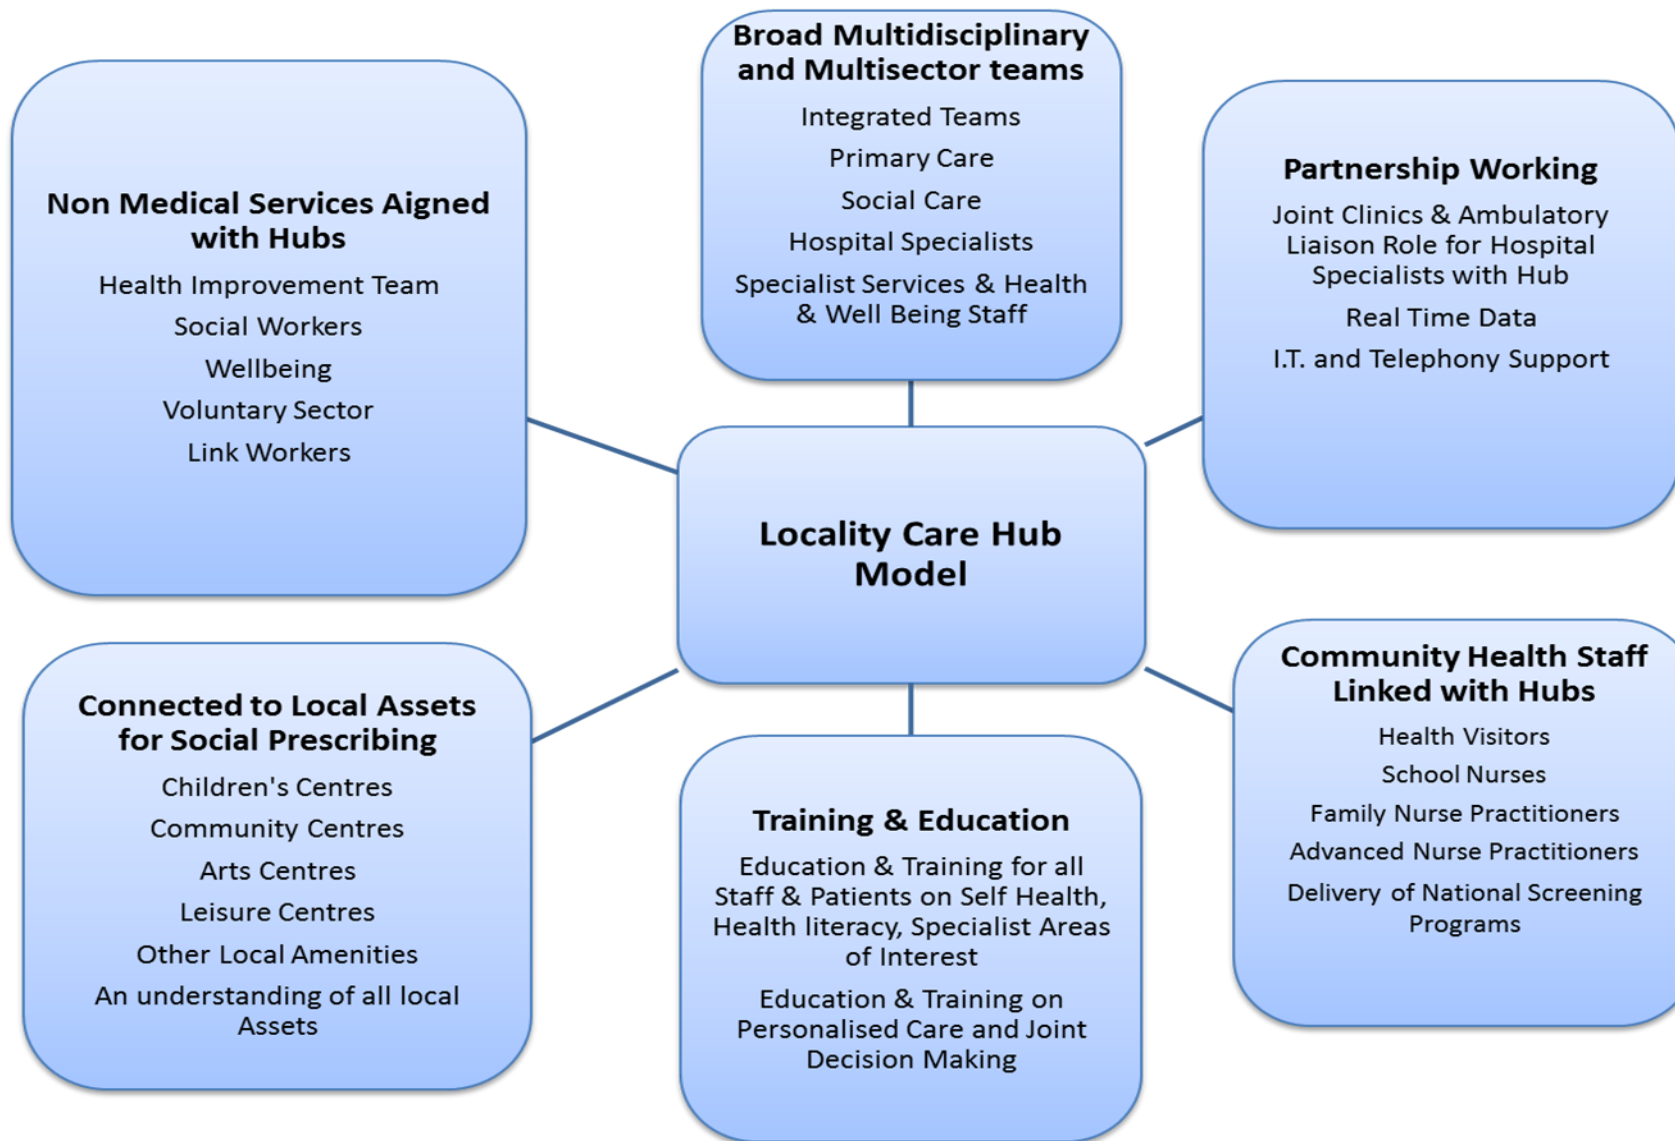 Broad Multidisciplinary
and Multisector teams
Integrated Teams
Primary Care
Social Care
Hospital Specialists
Specialist Services & Health
& Well Being Staff
Non Medical Services Aigned
with Hubs
Health Improvement Team
Social Workers
Wellbeing
Voluntary Sector
Link Workers
Partnership Working
Joint Clinics & Ambulatory
Liaison Role for Hospital
Specialists with Hub
Real Time Data
I.T. and Telephony Support
Locality Care Hub
Model
Connected to Local Assets
for Social Prescribing
Children's Centres
Community Centres
Arts Centres
Leisure Centres
Other Local Amenities
An understanding of all local
Assets
Training & Education
Education & Training for all
Staff & Patients on Self Health,
Health literacy, Specialist Areas
of Interest
Education & Training on
Personalised Care and Joint
Decision Making
Community Health Staff
Linked with Hubs
Health Visitors
School Nurses
Family Nurse Practitioners
Advanced Nurse Practitioners
Delivery of National Screening
Programs